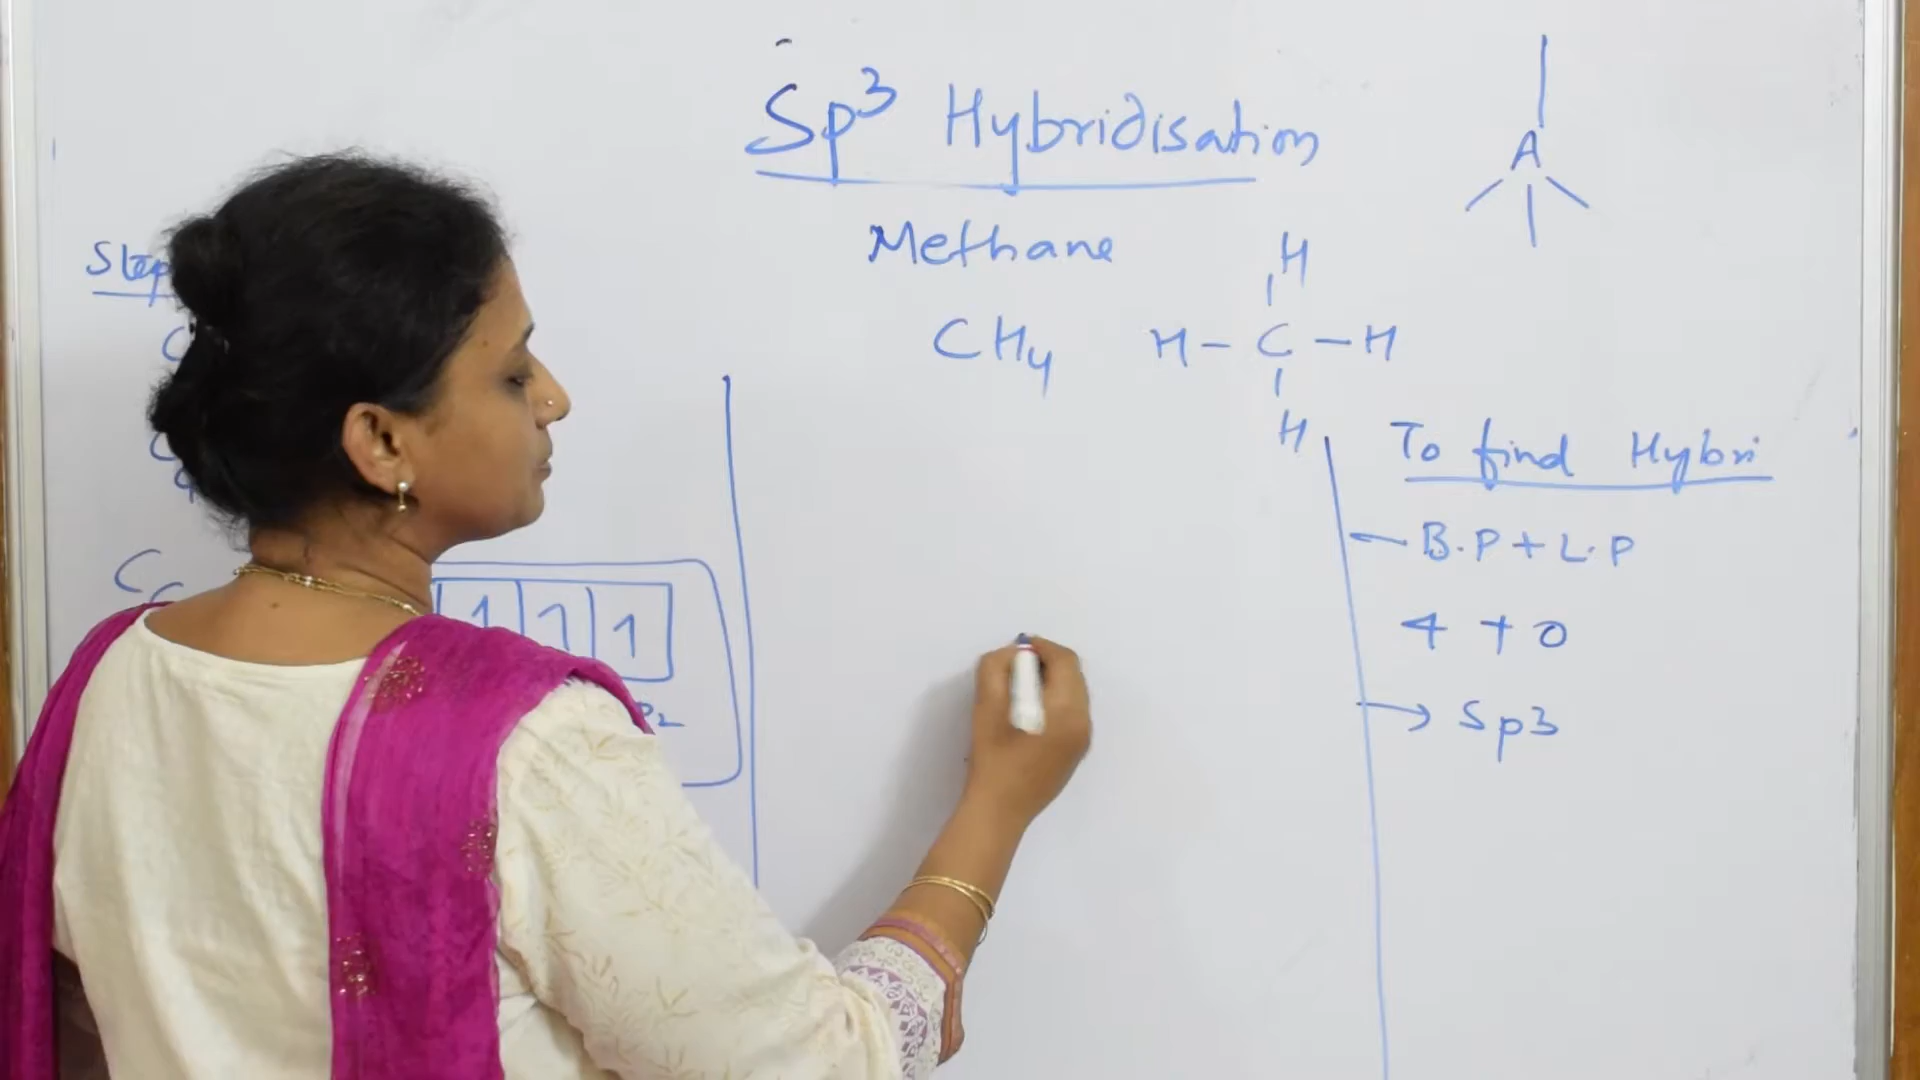 Sp³ Hybridisation
A
Methane
CH4
H
H - C - H
H
Step
To find Hybri
B.P + L.P
4 + 0
→ Sp3
C
1 1 1